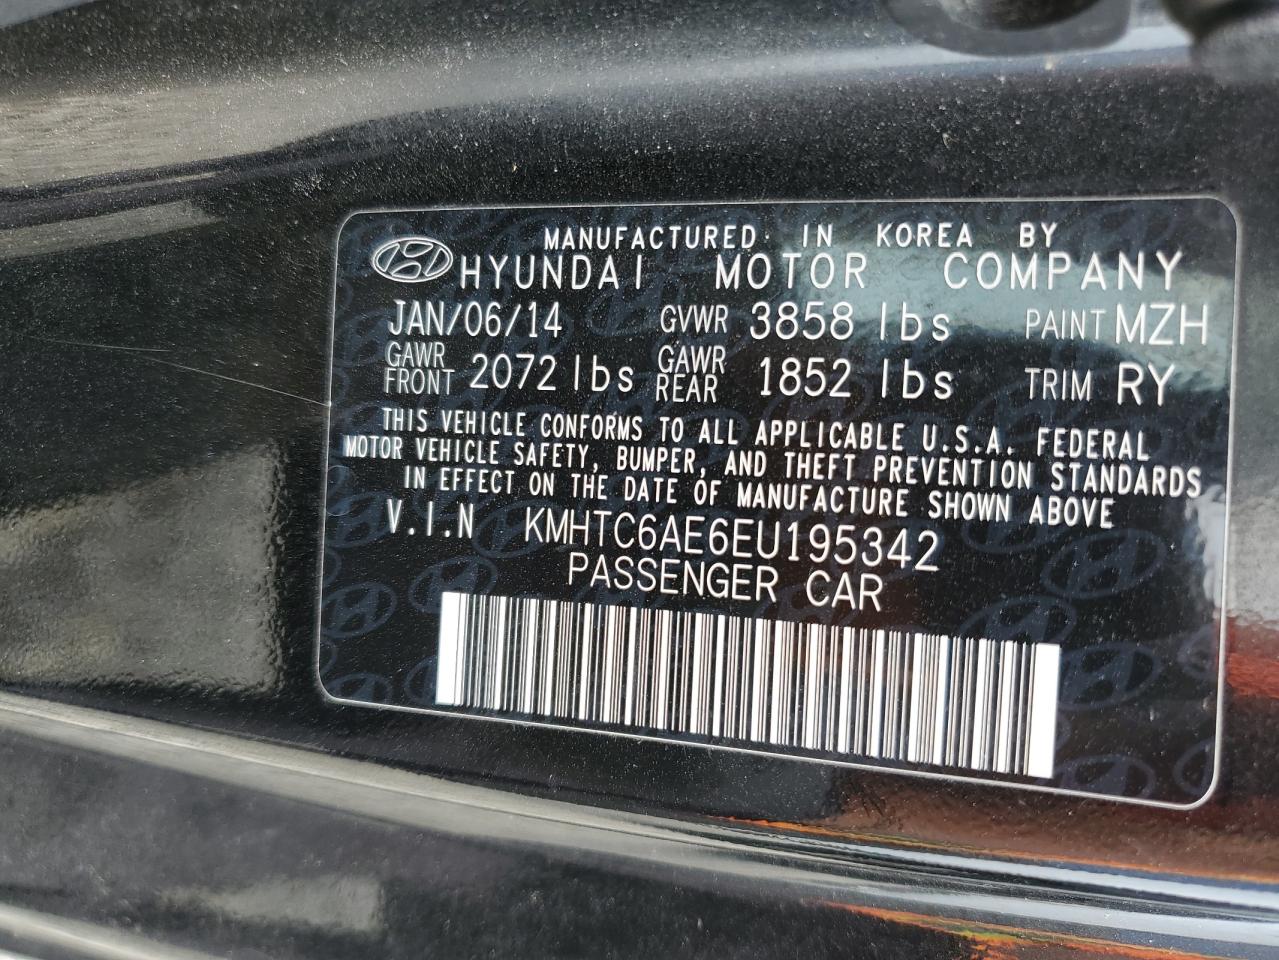 MANUFACTURED IN KOREA BY
HYUNDAI MOTOR COMPANY
JAN/06/14 GVWR 3858 lbs PAINT MZH
GAWR FRONT 2072 lbs GAWR REAR 1852 lbs TRIM RY
THIS VEHICLE CONFORMS TO ALL APPLICABLE U.S.A. FEDERAL
MOTOR VEHICLE SAFETY, BUMPER, AND THEFT PREVENTION STANDARDS
IN EFFECT ON THE DATE OF MANUFACTURE SHOWN ABOVE
V.I.N KMHTC6AE6EU195342
PASSENGER CAR